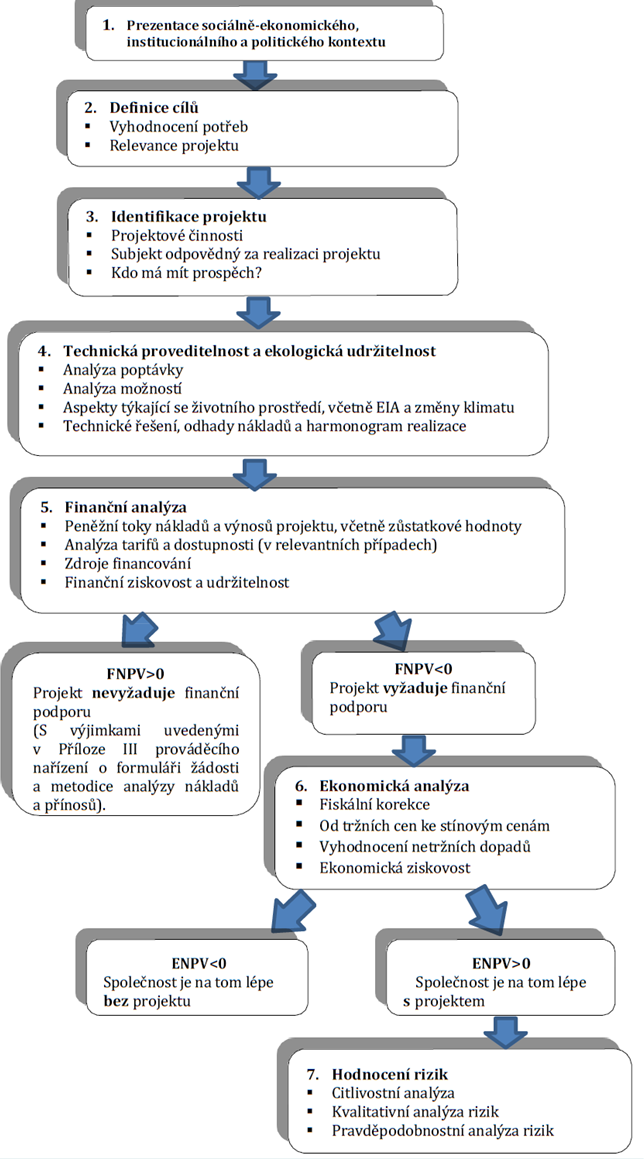 1. Prezentace sociálně-ekonomického,
institucionálního a politického kontextu
2. Definice cílů
▪ Vyhodnocení potřeb
▪ Relevance projektu
3. Identifikace projektu
▪ Projektové činnosti
▪ Subjekt odpovědný za realizaci projektu
▪ Kdo má mít prospěch?
4. Technická proveditelnost a ekologická udržitelnost
▪ Analýza poptávky
▪ Analýza možností
▪ Aspekty týkající se životního prostředí, včetně EIA a změny klimatu
▪ Technické řešení, odhady nákladů a harmonogram realizace
5. Finanční analýza
▪ Peněžní toky nákladů a výnosů projektu, včetně zůstatkové hodnoty
▪ Analýza tarifů a dostupnosti (v relevantních případech)
▪ Zdroje financování
▪ Finanční ziskovost a udržitelnost
FNPV>0
Projekt nevyžaduje finanční
podporu
(S výjimkami uvedenými
v Příloze III prováděcího
nařízení o formuláři žádosti
a metodice analýzy nákladů
a přínosů).
FNPV<0
Projekt vyžaduje finanční
podporu
6. Ekonomická analýza
▪ Fiskální korekce
▪ Od tržních cen ke stínovým cenám
▪ Vyhodnocení netržních dopadů
▪ Ekonomická ziskovost
ENPV<0
Společnost je na tom lépe
bez projektu
ENPV>0
Společnost je na tom lépe
s projektem
7. Hodnocení rizik
▪ Citlivostní analýza
▪ Kvalitativní analýza rizik
▪ Pravděpodobnostní analýza rizik